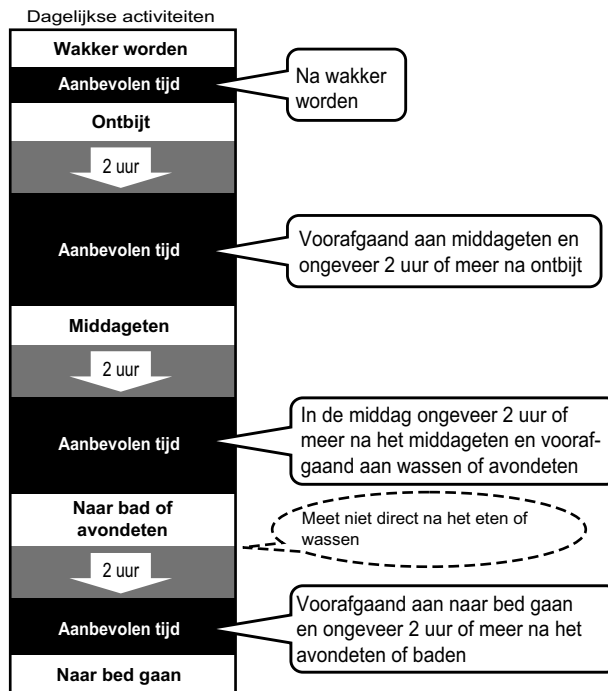 Dagelijkse activiteiten
Wakker worden
Aanbevolen tijd
Na wakker
worden
Ontbijt
2 uur
Aanbevolen tijd
Voorafgaand aan middageten en
ongeveer 2 uur of meer na ontbijt
Middageten
2 uur
Aanbevolen tijd
In de middag ongeveer 2 uur of
meer na het middageten en vooraf-
gaand aan wassen of avondeten
Naar bad of
avondeten
Meet niet direct na het eten of
wassen
2 uur
Aanbevolen tijd
Voorafgaand aan naar bed gaan
en ongeveer 2 uur of meer na het
avondeten of baden
Naar bed gaan